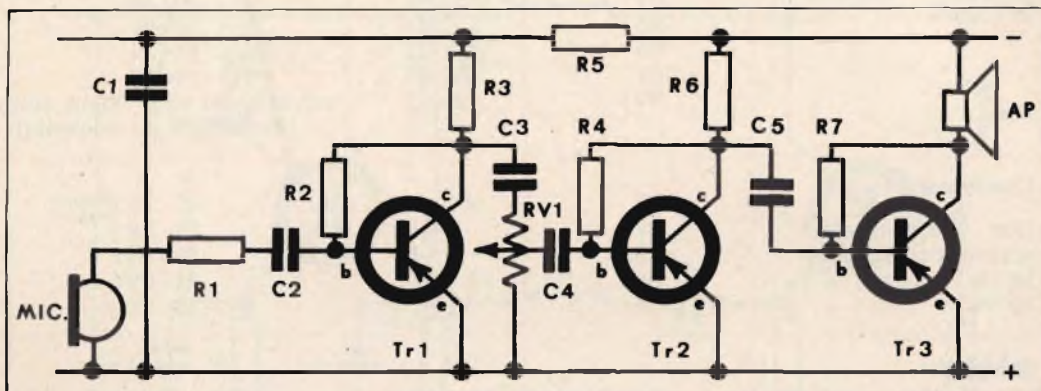 −
R5
C1
R3
R6
AP
C3
R4
C5
R7
R2
c
RV1
c
c
b
b
b
R1
C2
C4
MIC.
e
e
e
Tr1
Tr2
Tr3
+